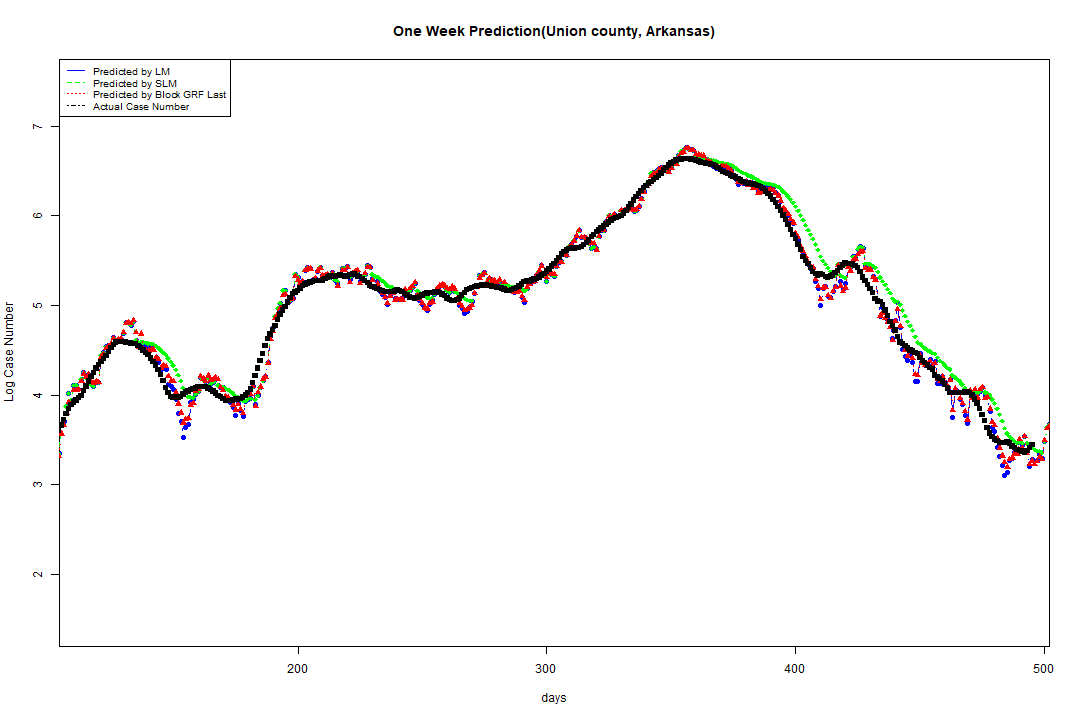 One Week Prediction(Union county, Arkansas)
Predicted by LM
Predicted by SLM
Predicted by Block GRF Last
Actual Case Number
7
6
5
4
3
2
Log Case Number
200 300 400 500
days